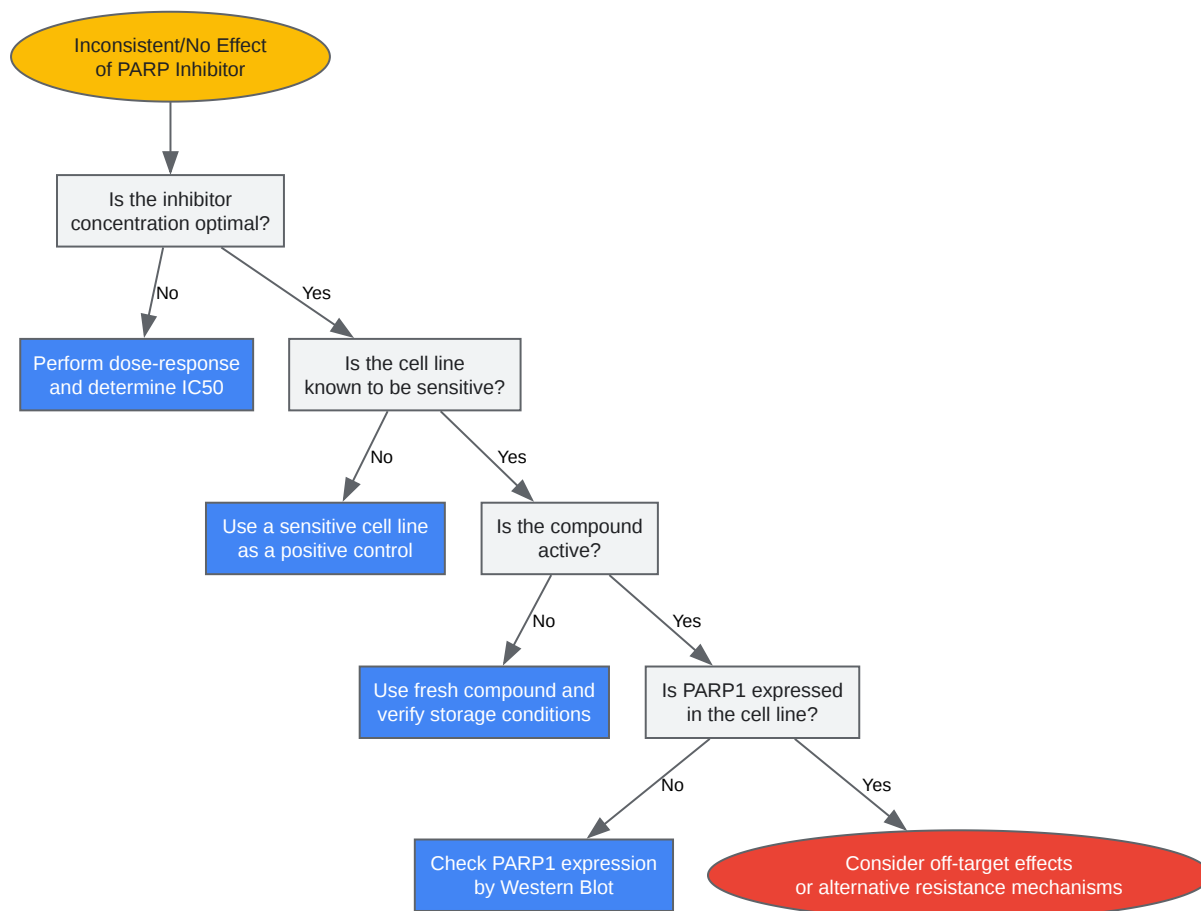 Inconsistent/No Effect
of PARP Inhibitor
Is the inhibitor
concentration optimal?
No
Yes
Perform dose-response
and determine IC50
Is the cell line
known to be sensitive?
No
Yes
Use a sensitive cell line
as a positive control
Is the compound
active?
No
Yes
Use fresh compound and
verify storage conditions
Is PARP1 expressed
in the cell line?
No
Yes
Check PARP1 expression
by Western Blot
Consider off-target effects
or alternative resistance mechanisms